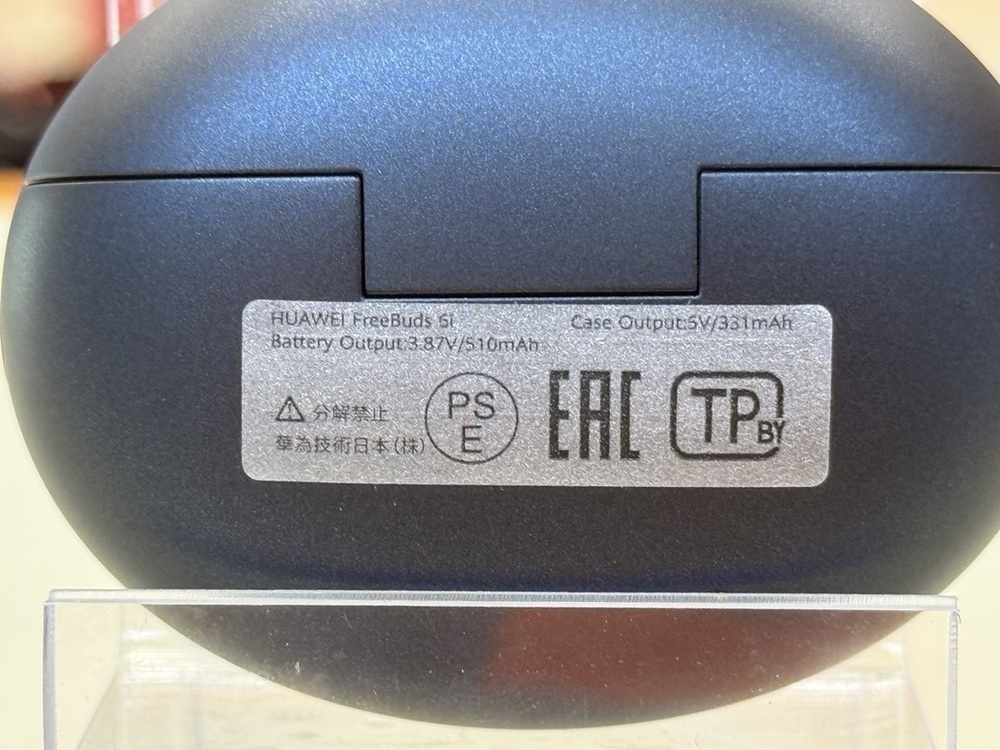 HUAWEI FreeBuds 6i
Case Output:5V/331mAh
Battery Output:3.87V/510mAh
分解禁止
華為技術日本(株)
PS
E
EAC
TP
BY